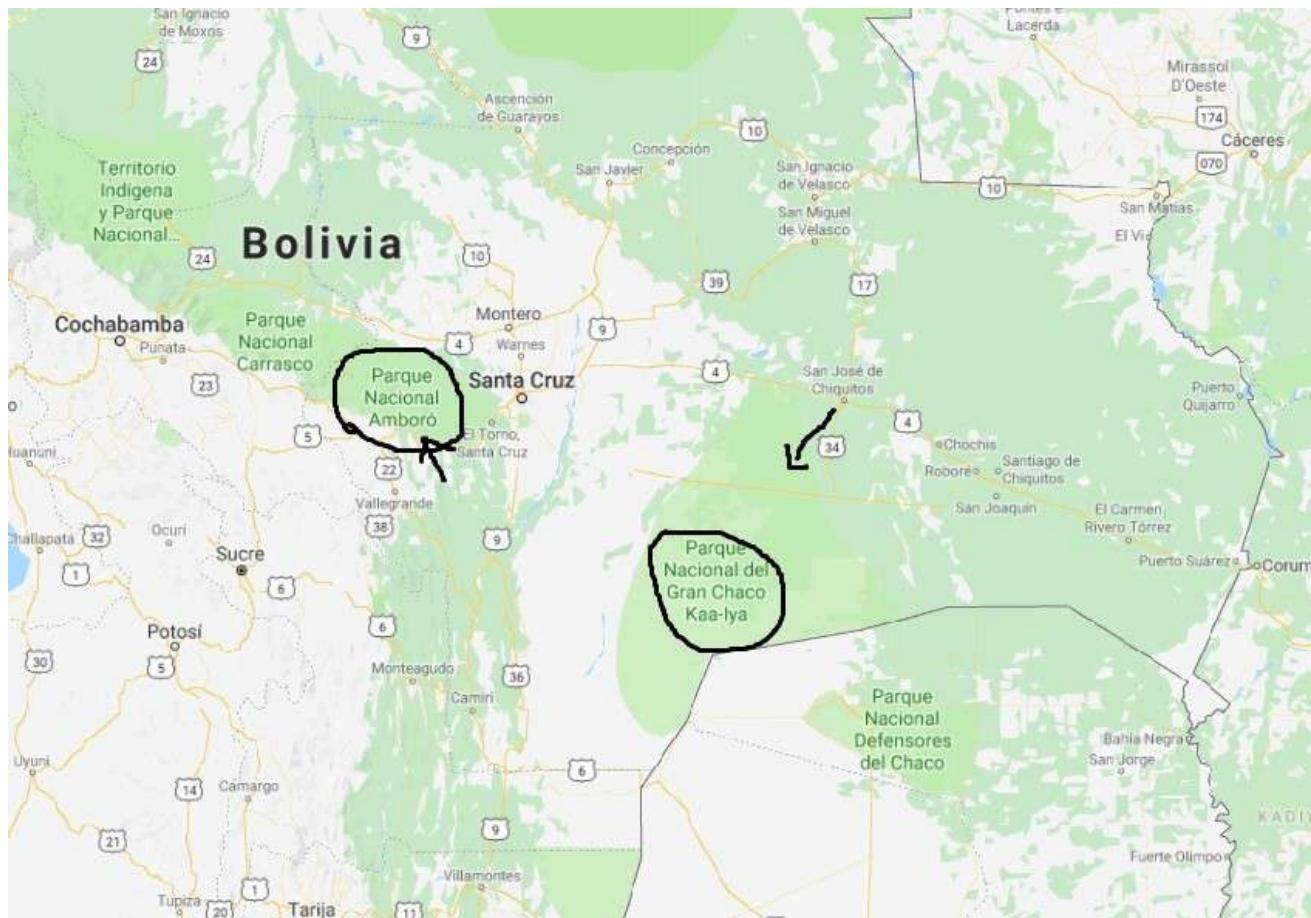 San Ignacio
de Moxos
9
Pontes e
Lacerda
24
Mirassol
D'Oeste
Ascención
de Guarayos
174
10
Cáceres
Concepción
070
Territorio
Indígena
y Parque
Nacional...
San Javier
San Ignacio
de Velasco
10
San Matías
San Miguel
de Velasco
El Vi
Bolivia
24
10
39
17
Parque
Nacional
Carrasco
Montero
9
Cochabamba
4
Warnes
Punata
23
Parque
Nacional
Amboró
Santa Cruz
4
San José de
Chiquitos
Puerto
Quijarro
5
El Torno,
Santa Cruz
4
34
Chochis
Huanuni
22
Roboré
Santiago de
Chiquitos
Vallegrande
San Joaquin
38
El Carmen
Rivero Tórrez
Challapata
32
Ocurí
9
Parque
Nacional del
Gran Chaco
Kaa-Iya
Sucre
Puerto Suárez
Corum
1
6
Potosí
6
5
30
Monteagudo
36
Camiri
Parque
Nacional
Defensores
del Chaco
Bahía Negra
San Jorge
Uyuni
6
14
Camargo
9
KADIW
21
Fuerte Olimpo
Villamontes
1
Tupiza
20
Tarija
11
9